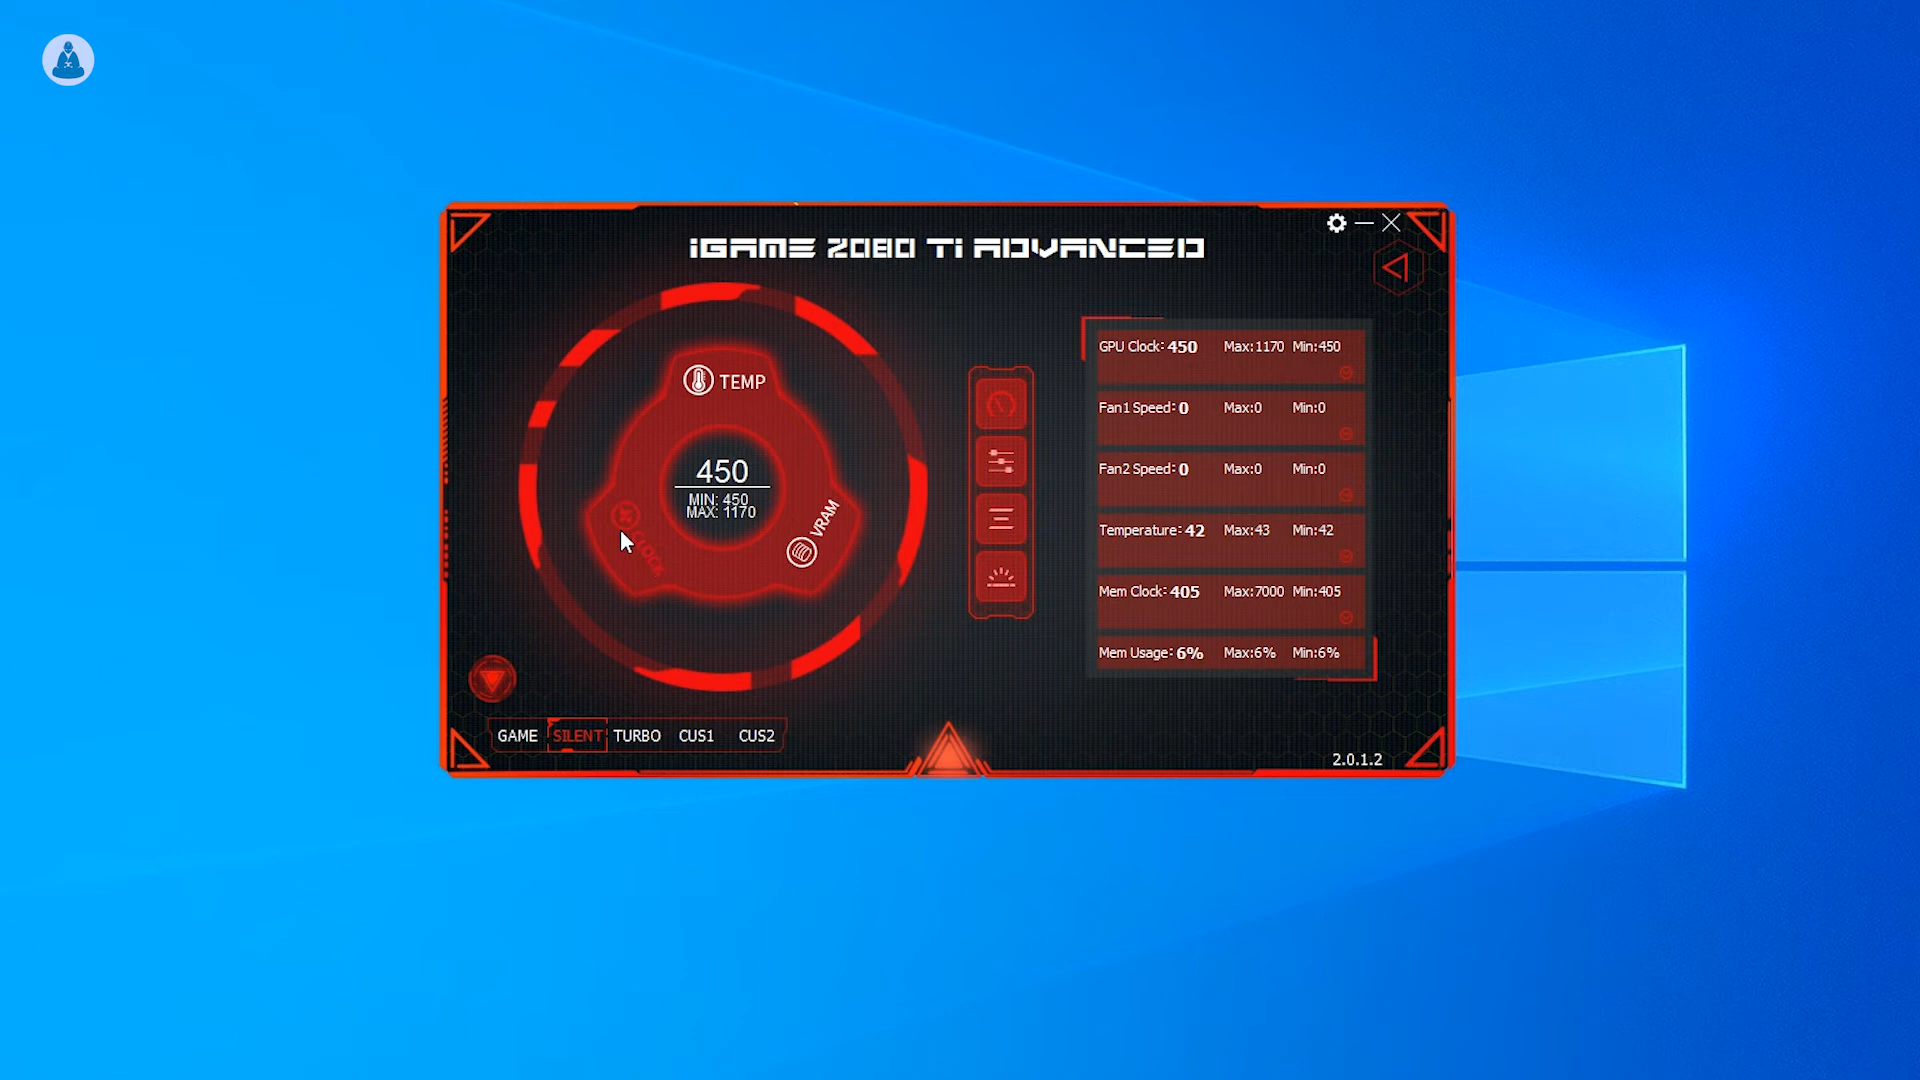 iGAME 2080 Ti ADVANCED
TEMP
450
MIN: 450
MAX: 1170
CLOCK
VRAM
GPU Clock: 450 Max:1170 Min:450
Fan1 Speed: 0 Max:0 Min:0
Fan2 Speed: 0 Max:0 Min:0
Temperature: 42 Max:43 Min:42
Mem Clock: 405 Max:7000 Min:405
Mem Usage: 6% Max:6% Min:6%
GAME SILENT TURBO CUS1 CUS2
2.0.1.2